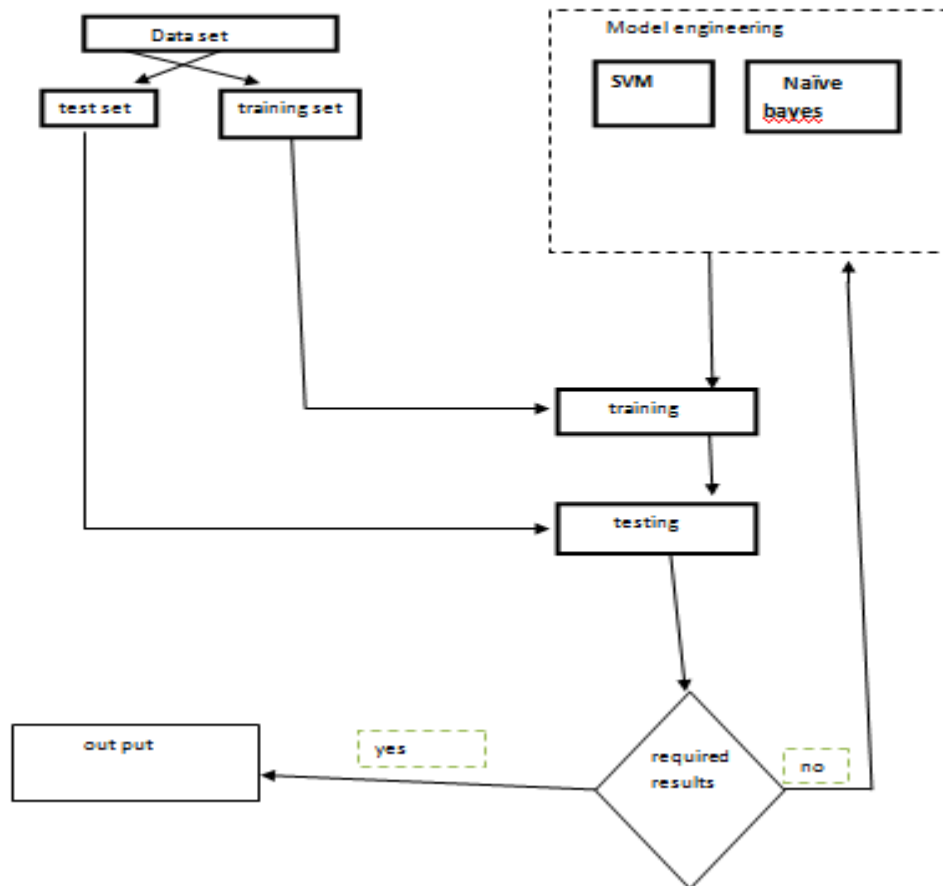 Data set
Model engineering
SVM
Naïve
bayes
test set
training set
training
testing
out put
yes
required
results
no